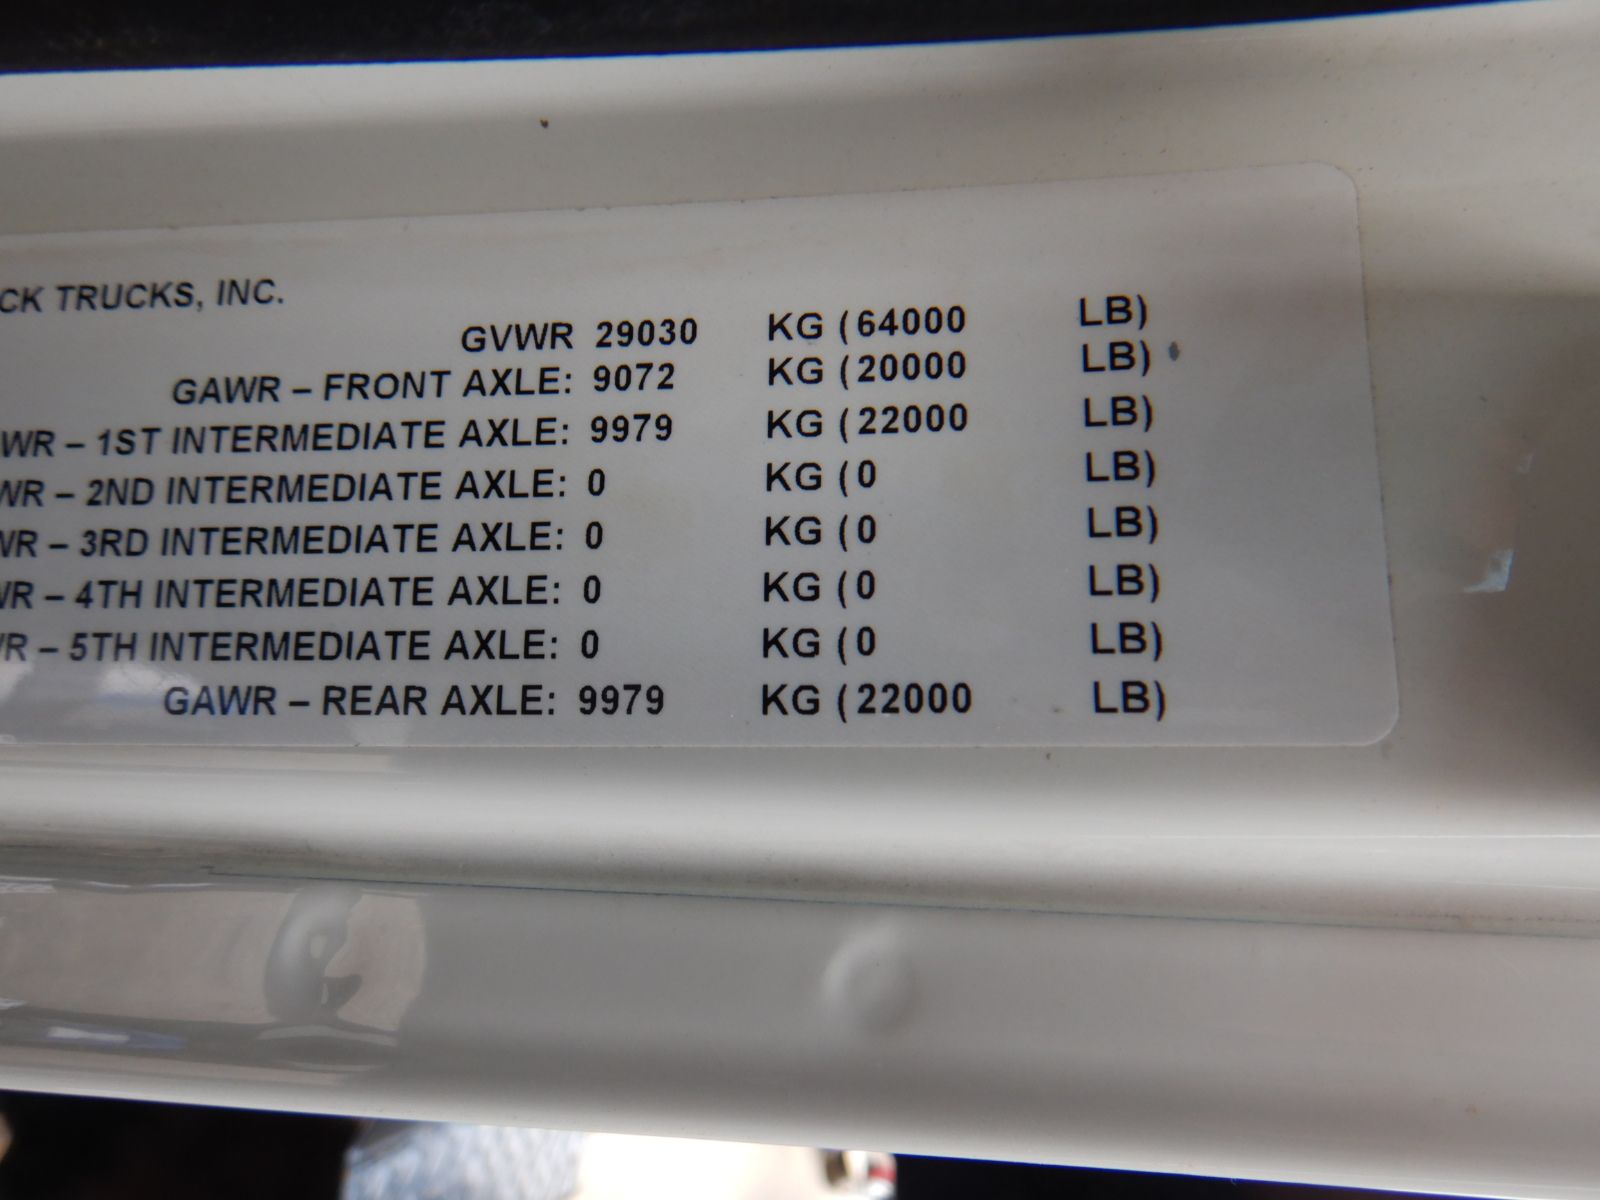 CK TRUCKS, INC.
GVWR 29030 KG (64000 LB)
GAWR – FRONT AXLE: 9072 KG (20000 LB)
WR – 1ST INTERMEDIATE AXLE: 9979 KG (22000 LB)
WR – 2ND INTERMEDIATE AXLE: 0 KG (0 LB)
WR – 3RD INTERMEDIATE AXLE: 0 KG (0 LB)
WR – 4TH INTERMEDIATE AXLE: 0 KG (0 LB)
R – 5TH INTERMEDIATE AXLE: 0 KG (0 LB)
GAWR – REAR AXLE: 9979 KG (22000 LB)